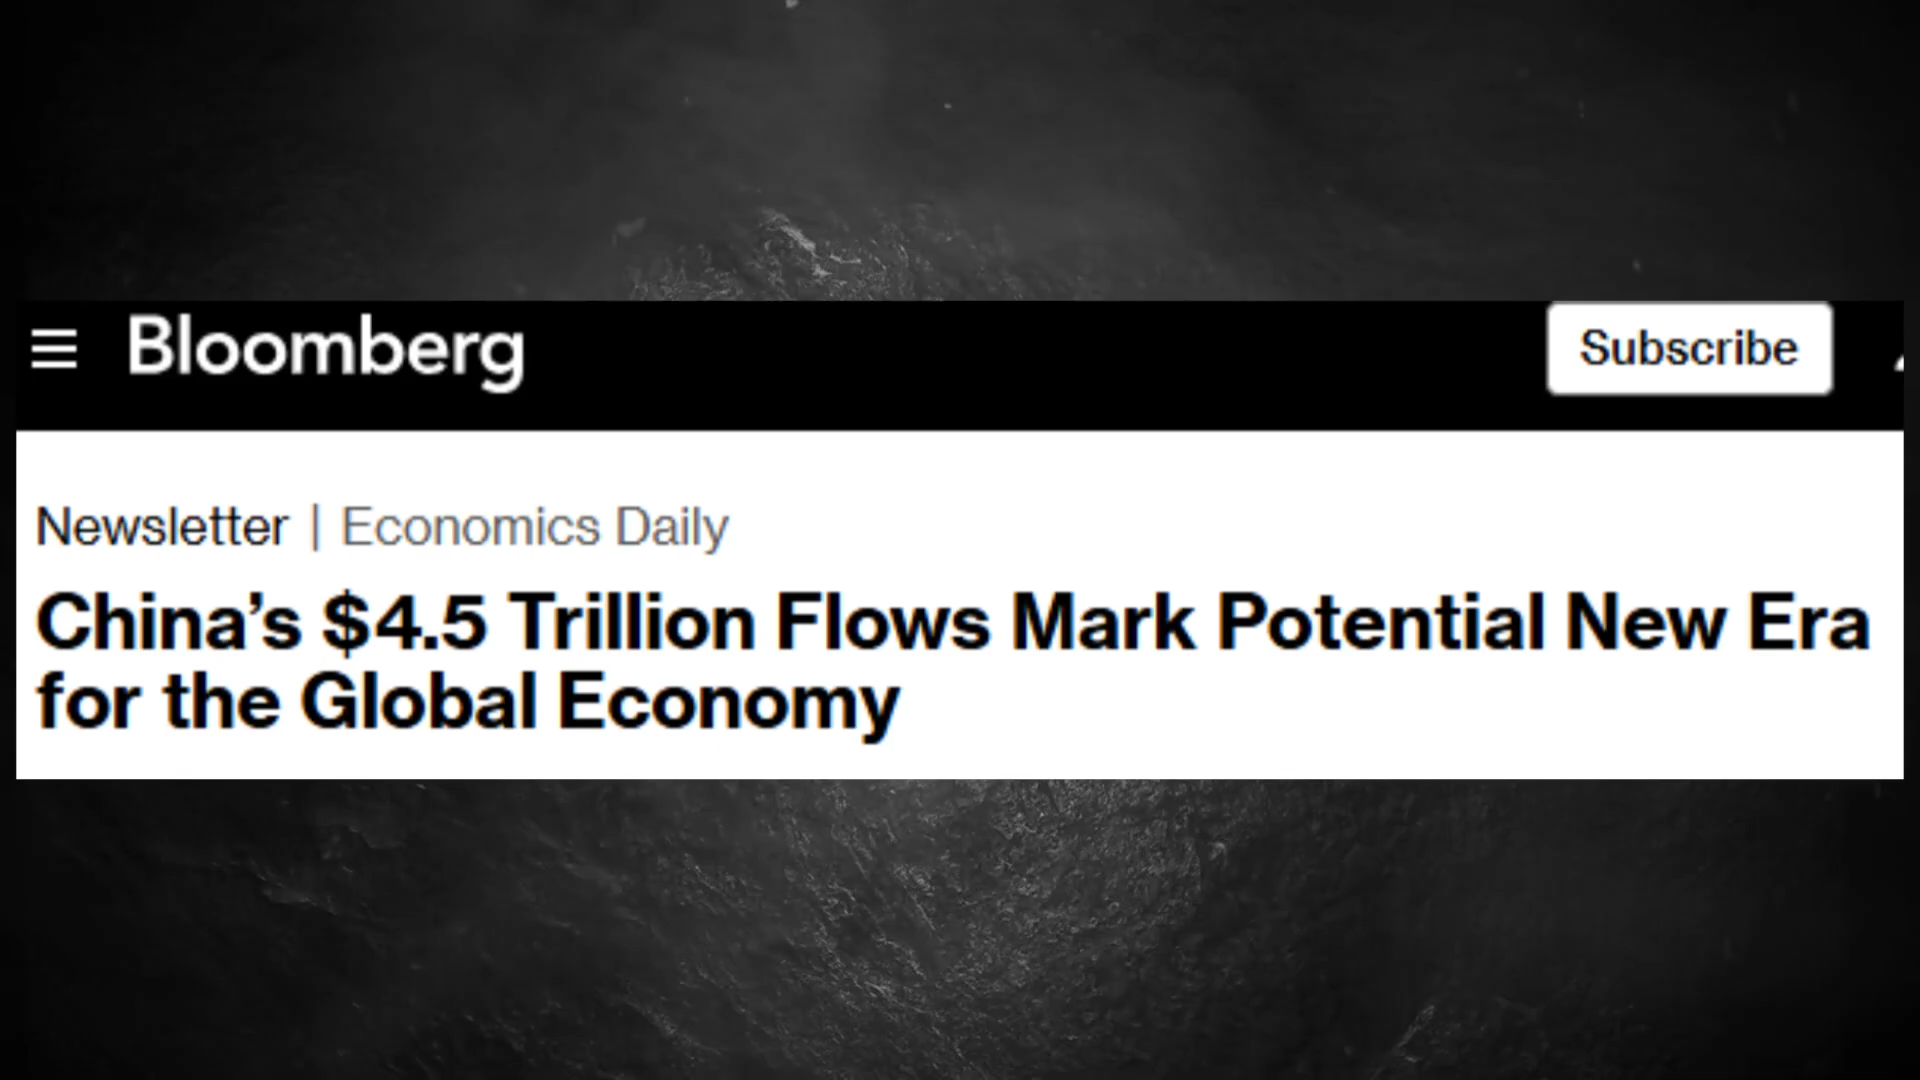 Bloomberg
Subscribe
Newsletter | Economics Daily
China’s $4.5 Trillion Flows Mark Potential New Era
for the Global Economy